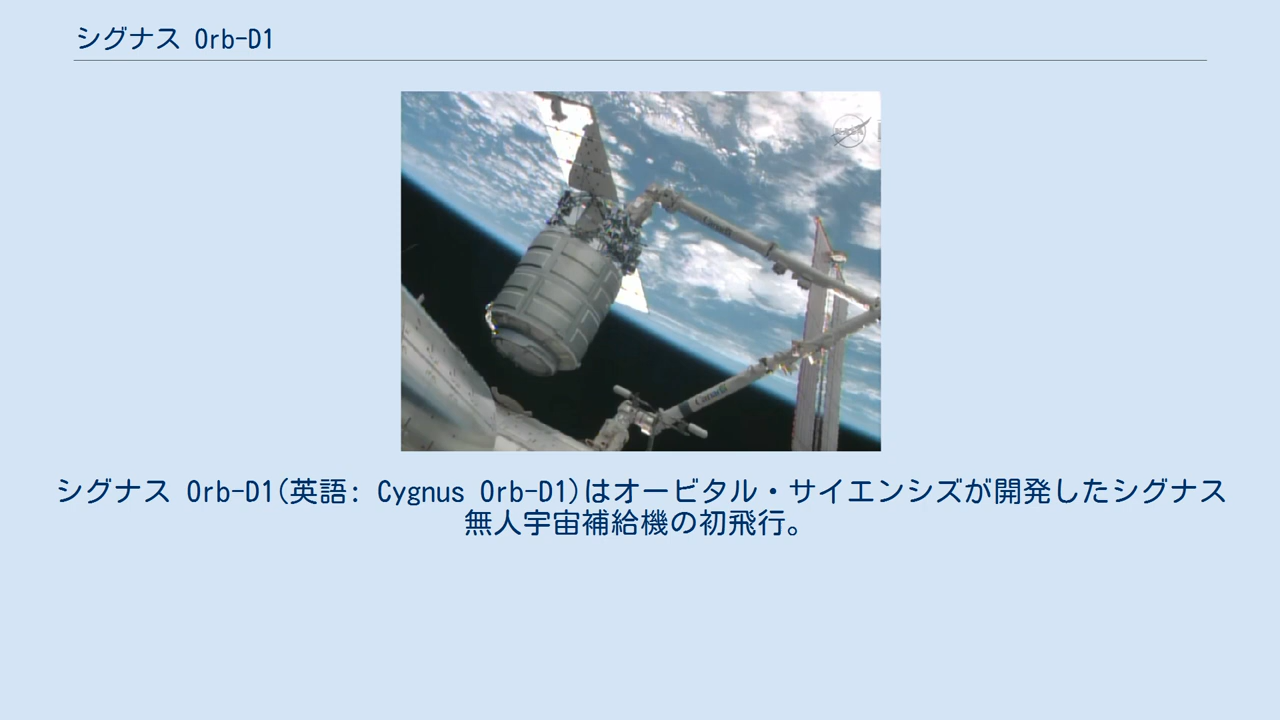 シグナス Orb-D1
Canada
Canada
シグナス Orb-D1(英語: Cygnus Orb-D1)はオービタル・サイエンシズが開発したシグナス
無人宇宙補給機の初飛行。